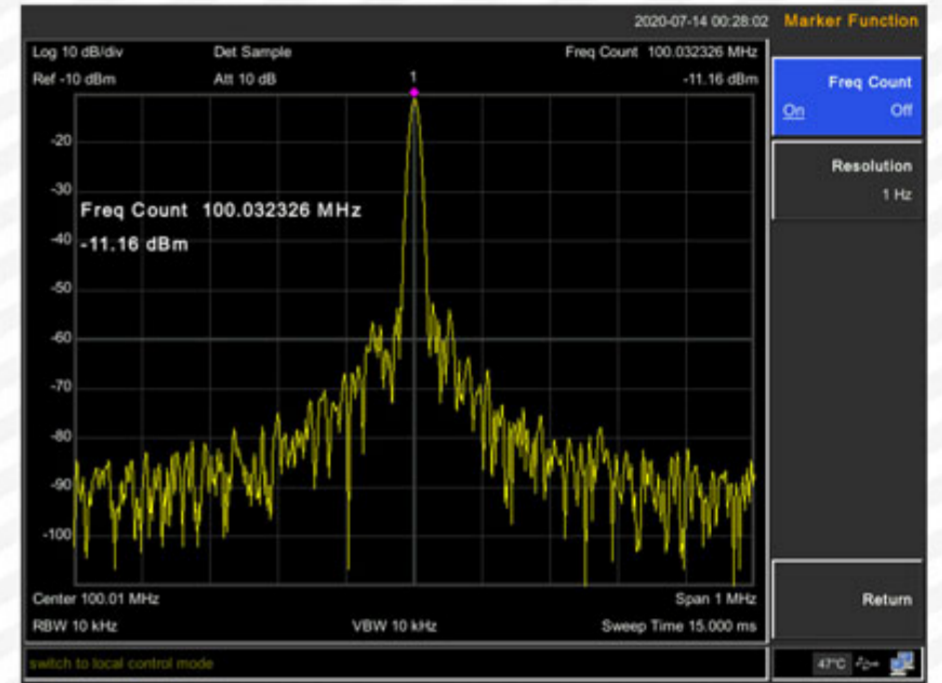 2020-07-14 00:28:02 Marker Function
Log 10 dB/div Det Sample Freq Count 100.032326 MHz
Ref -10 dBm Att 10 dB 1 -11.16 dBm
Freq Count
On Off
-20
Resolution
1 Hz
-30
Freq Count 100.032326 MHz
-40
-11.16 dBm
-50
-60
-70
-80
-90
-100
Center 100.01 MHz Span 1 MHz
Return
RBW 10 kHz VBW 10 kHz Sweep Time 15.000 ms
switch to local control mode
47°C